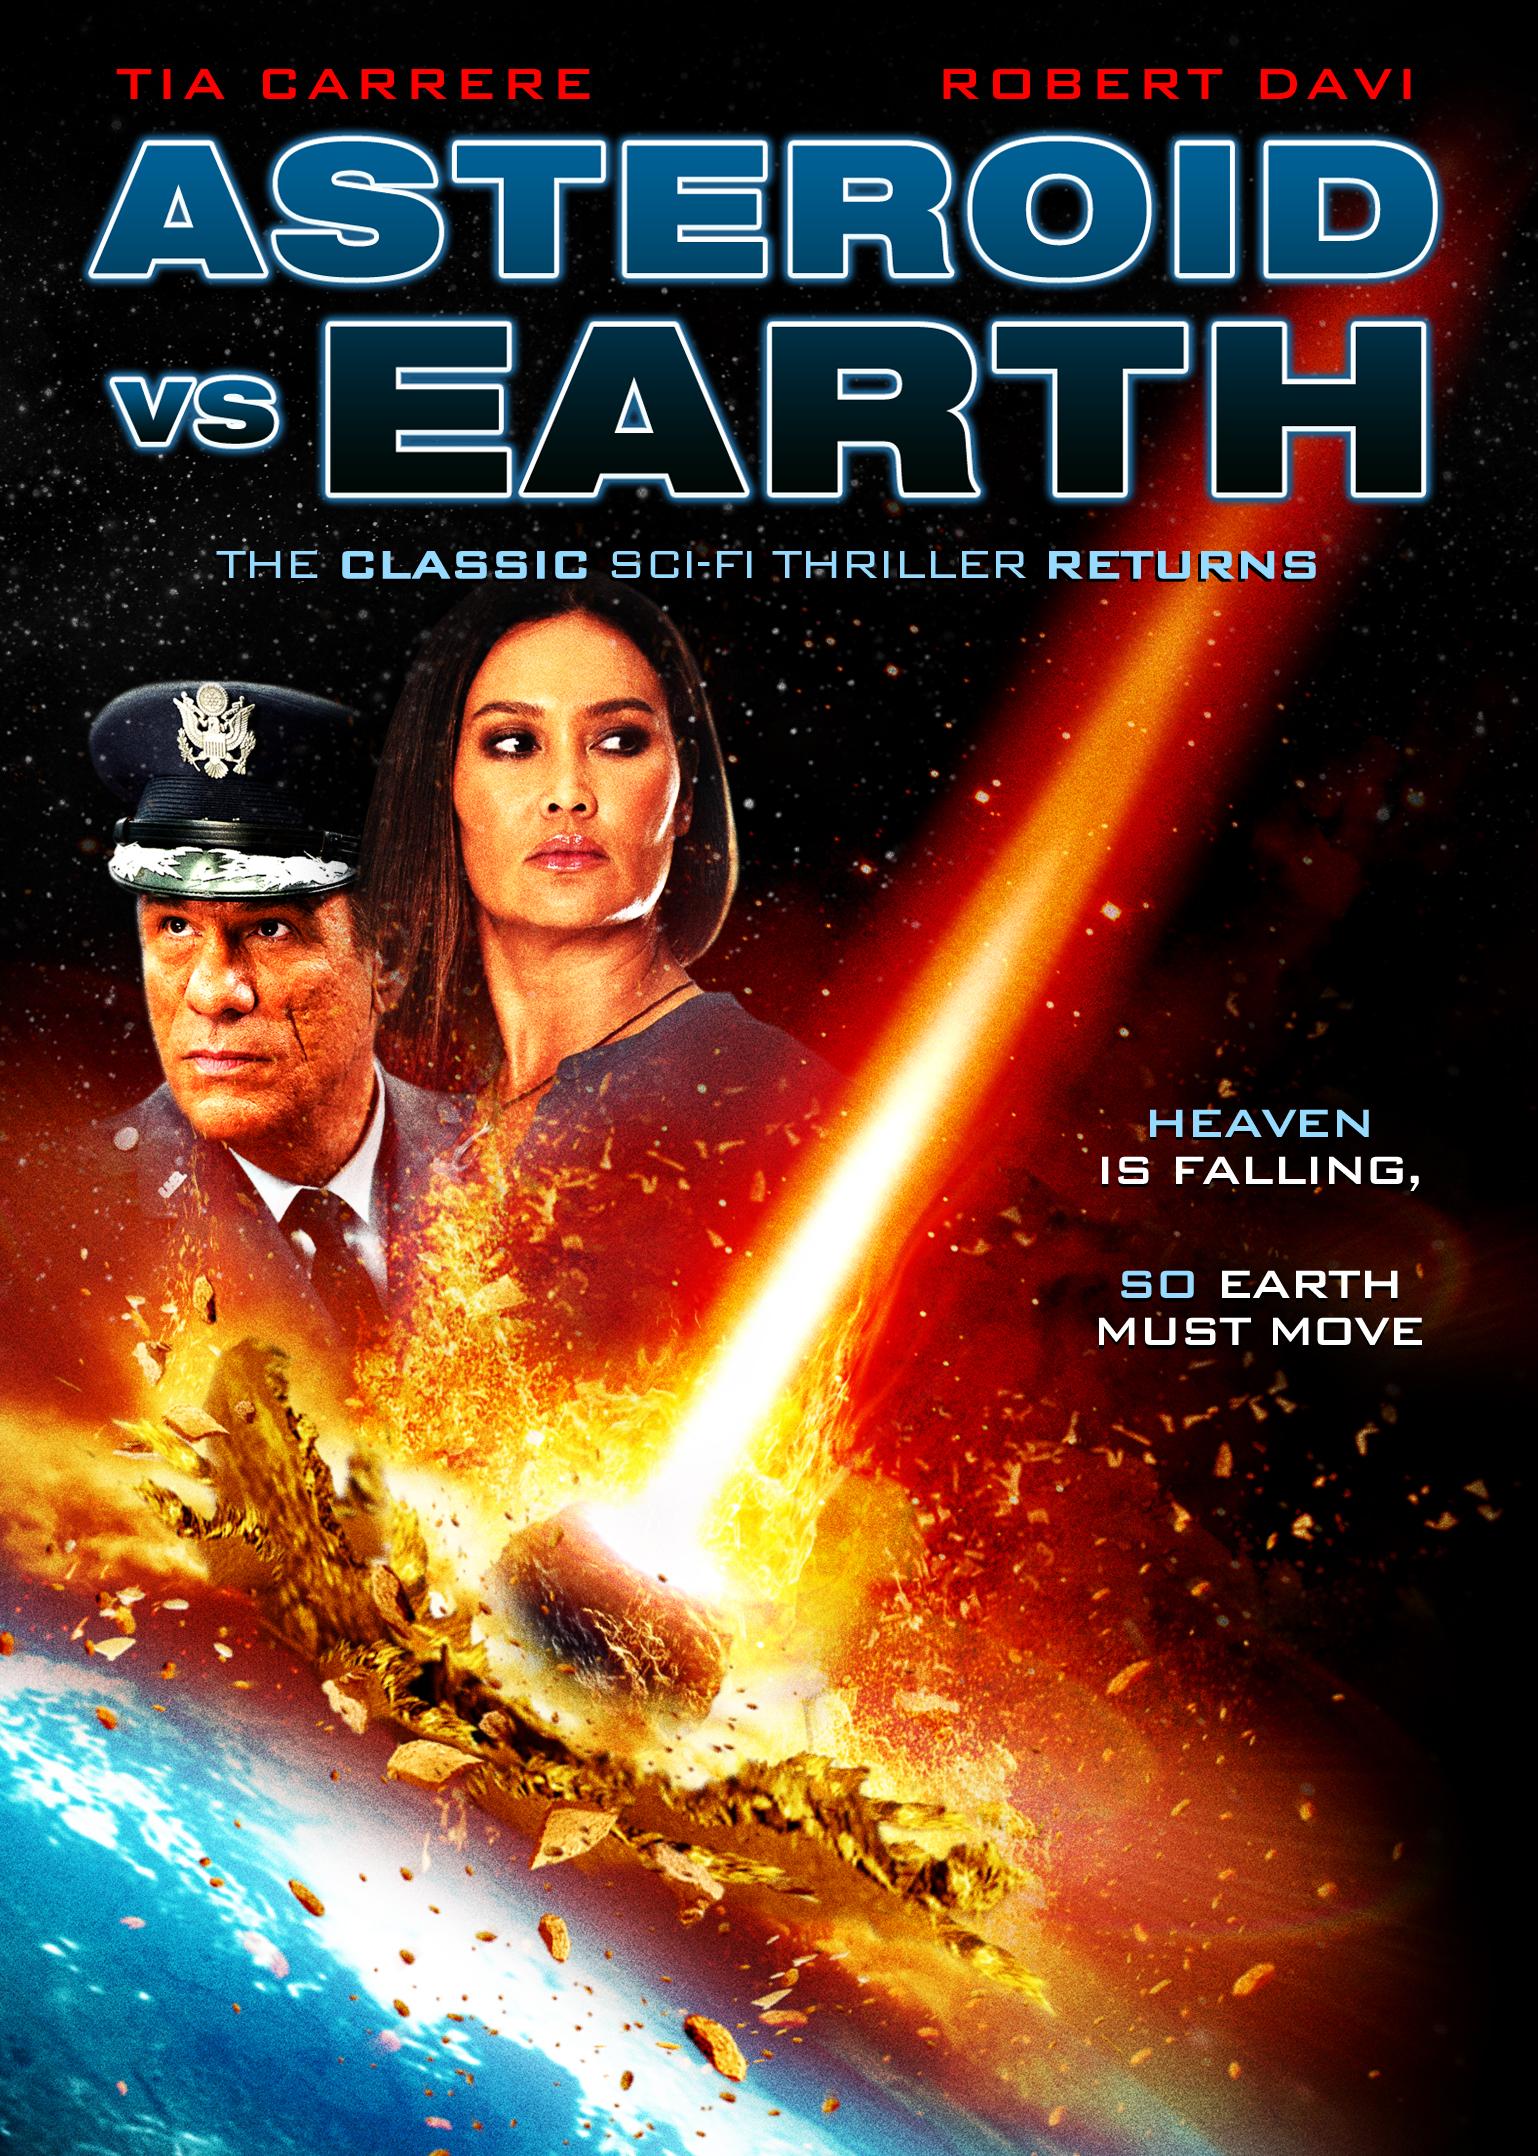 TIA CARRERE ROBERT DAVI
ASTEROID
VS EARTH
THE CLASSIC SCI-FI THRILLER RETURNS
U.S.
HEAVEN
IS FALLING,
SO EARTH
MUST MOVE